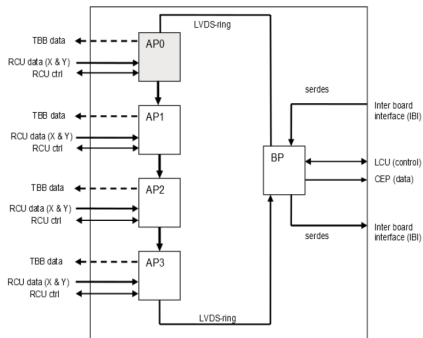 LVDS-ring
TBB data
AP0
RCU data (X & Y)
RCU ctrl
TBB data
AP1
RCU data (X & Y)
RCU ctrl
TBB data
AP2
RCU data (X & Y)
RCU ctrl
TBB data
AP3
RCU data (X & Y)
RCU ctrl
LVDS-ring
BP
serdes
Inter board
interface (IBI)
LCU (control)
CEP (data)
serdes
Inter board
interface (IBI)